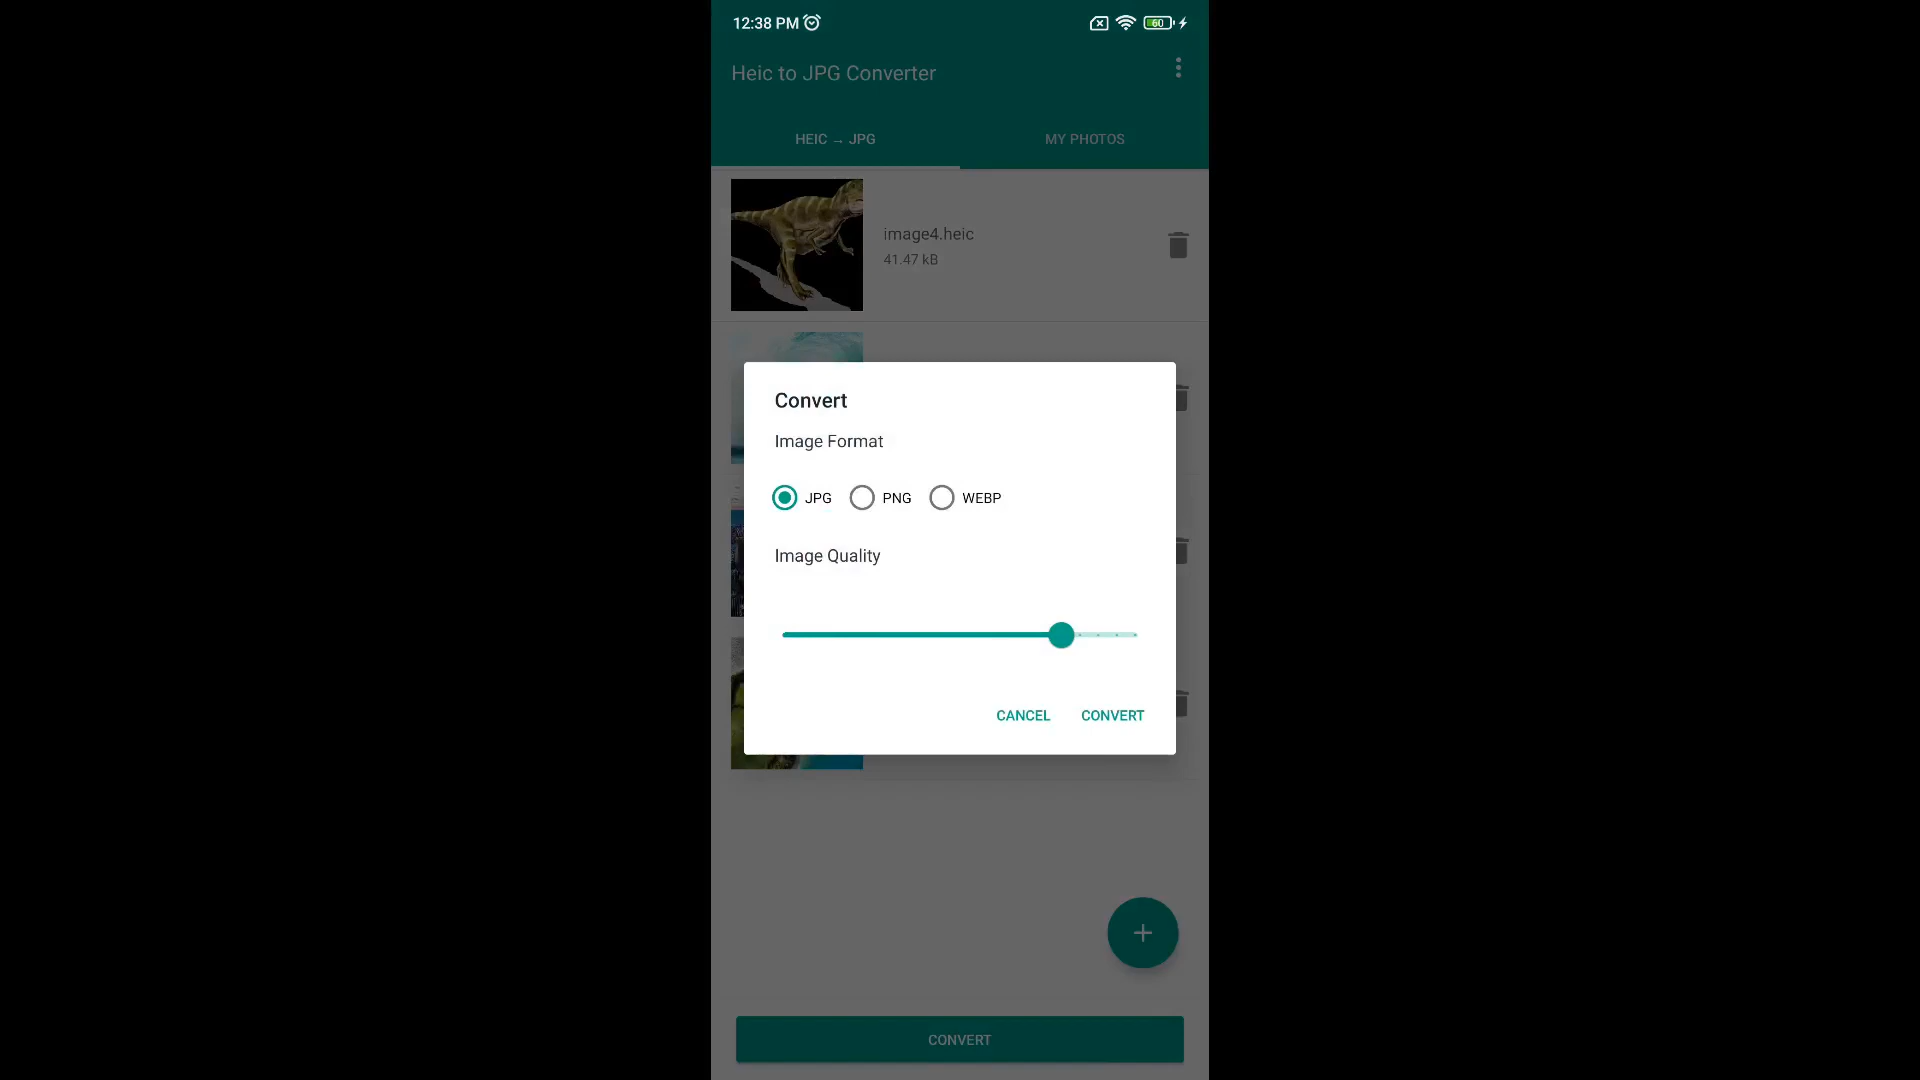 12:38 PM
60
Heic to JPG Converter
HEIC → JPG
MY PHOTOS
image4.heic
41.47 kB
Convert
Image Format
JPG
PNG
WEBP
Image Quality
CANCEL
CONVERT
CONVERT